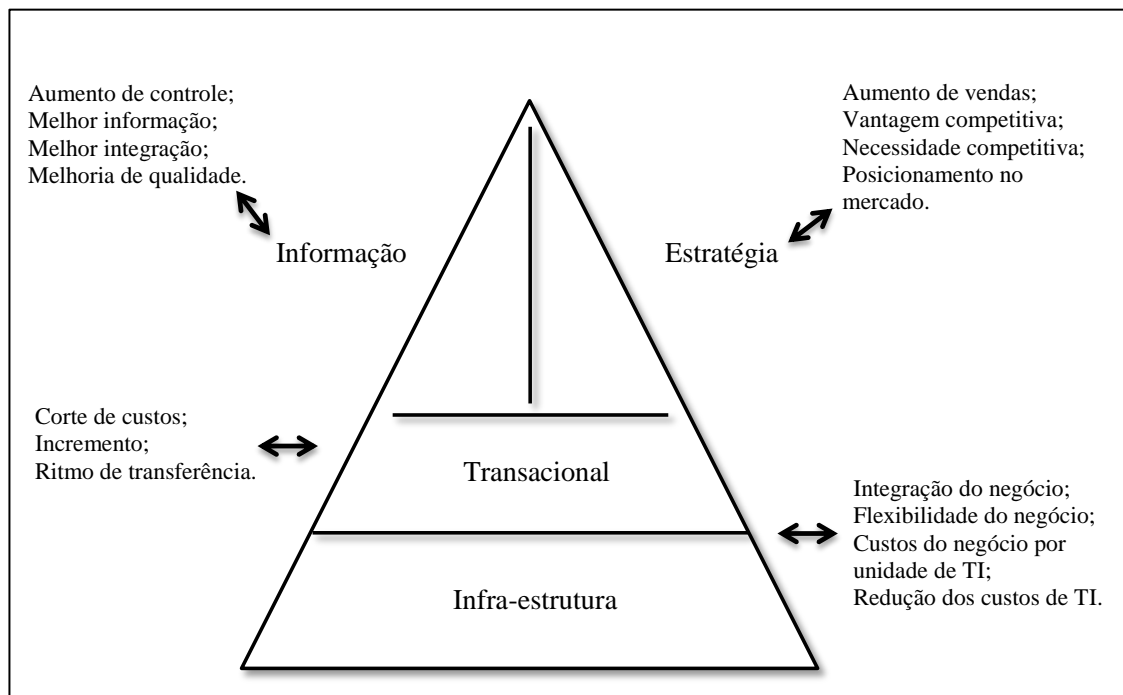 Aumento de controle;
Melhor informação;
Melhor integração;
Melhoria de qualidade.
Aumento de vendas;
Vantagem competitiva;
Necessidade competitiva;
Posicionamento no
mercado.
Informação
Estratégia
Corte de custos;
Incremento;
Ritmo de transferência.
Transacional
Integração do negócio;
Flexibilidade do negócio;
Custos do negócio por
unidade de TI;
Redução dos custos de TI.
Infra-estrutura